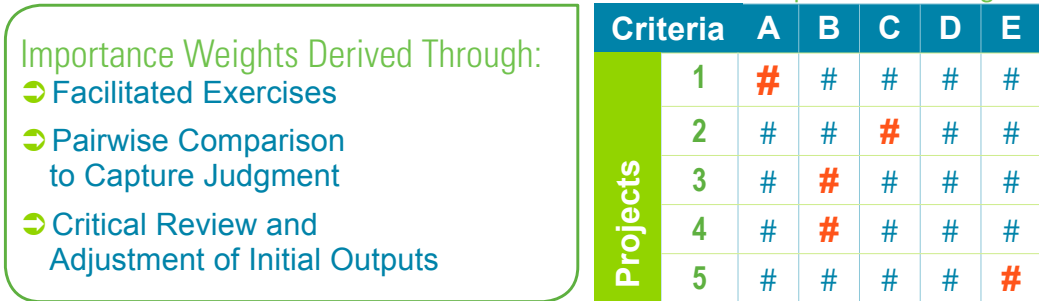 Importance Weights Derived Through:
Facilitated Exercises
Pairwise Comparison
to Capture Judgment
Critical Review and
Adjustment of Initial Outputs
Criteria A B C D E
Projects
1 # # # # #
2 # # # # #
3 # # # # #
4 # # # # #
5 # # # # #